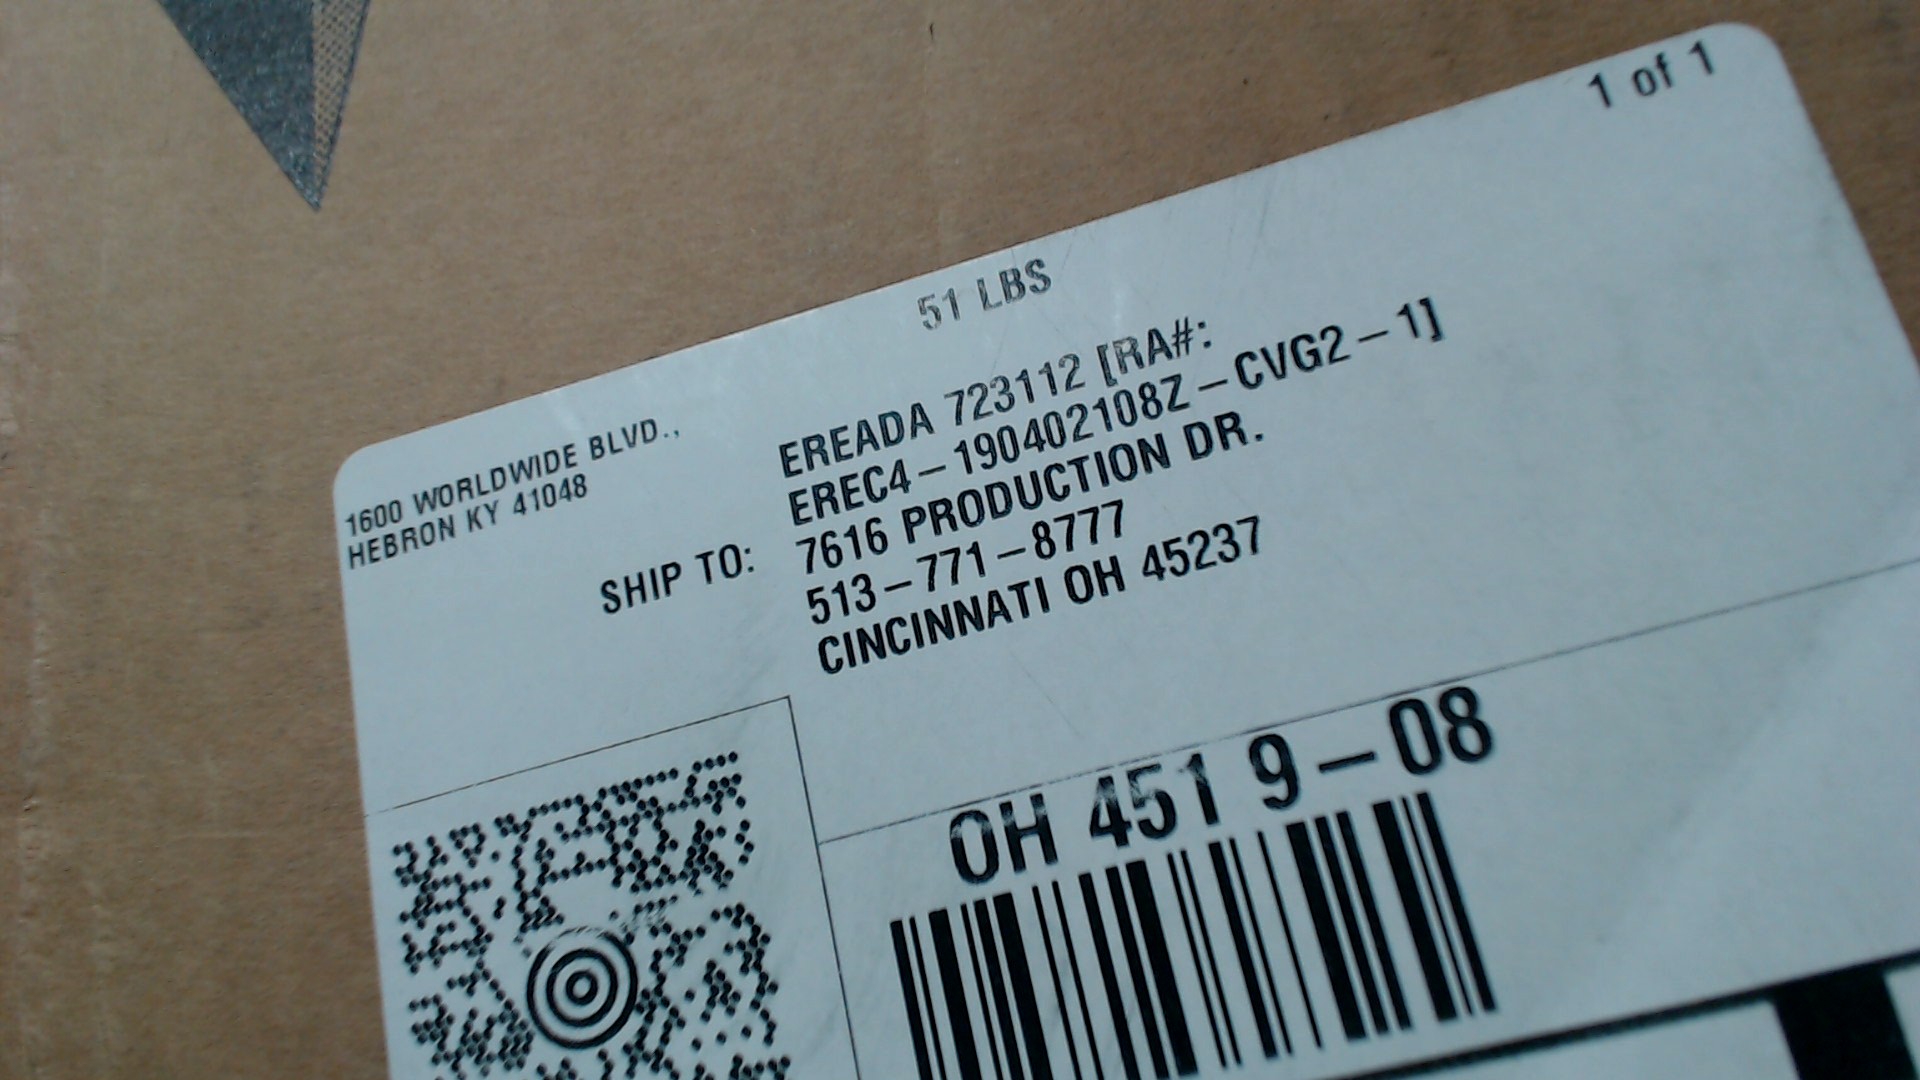 1 of 1
51 LBS
1600 WORLDWIDE BLVD.,
HEBRON KY 41048
SHIP TO:
EREADA 723112 [RA#:
EREC4-190402108Z-CVG2-1]
7616 PRODUCTION DR.
513-771-8777
CINCINNATI OH 45237
OH 451 9-08